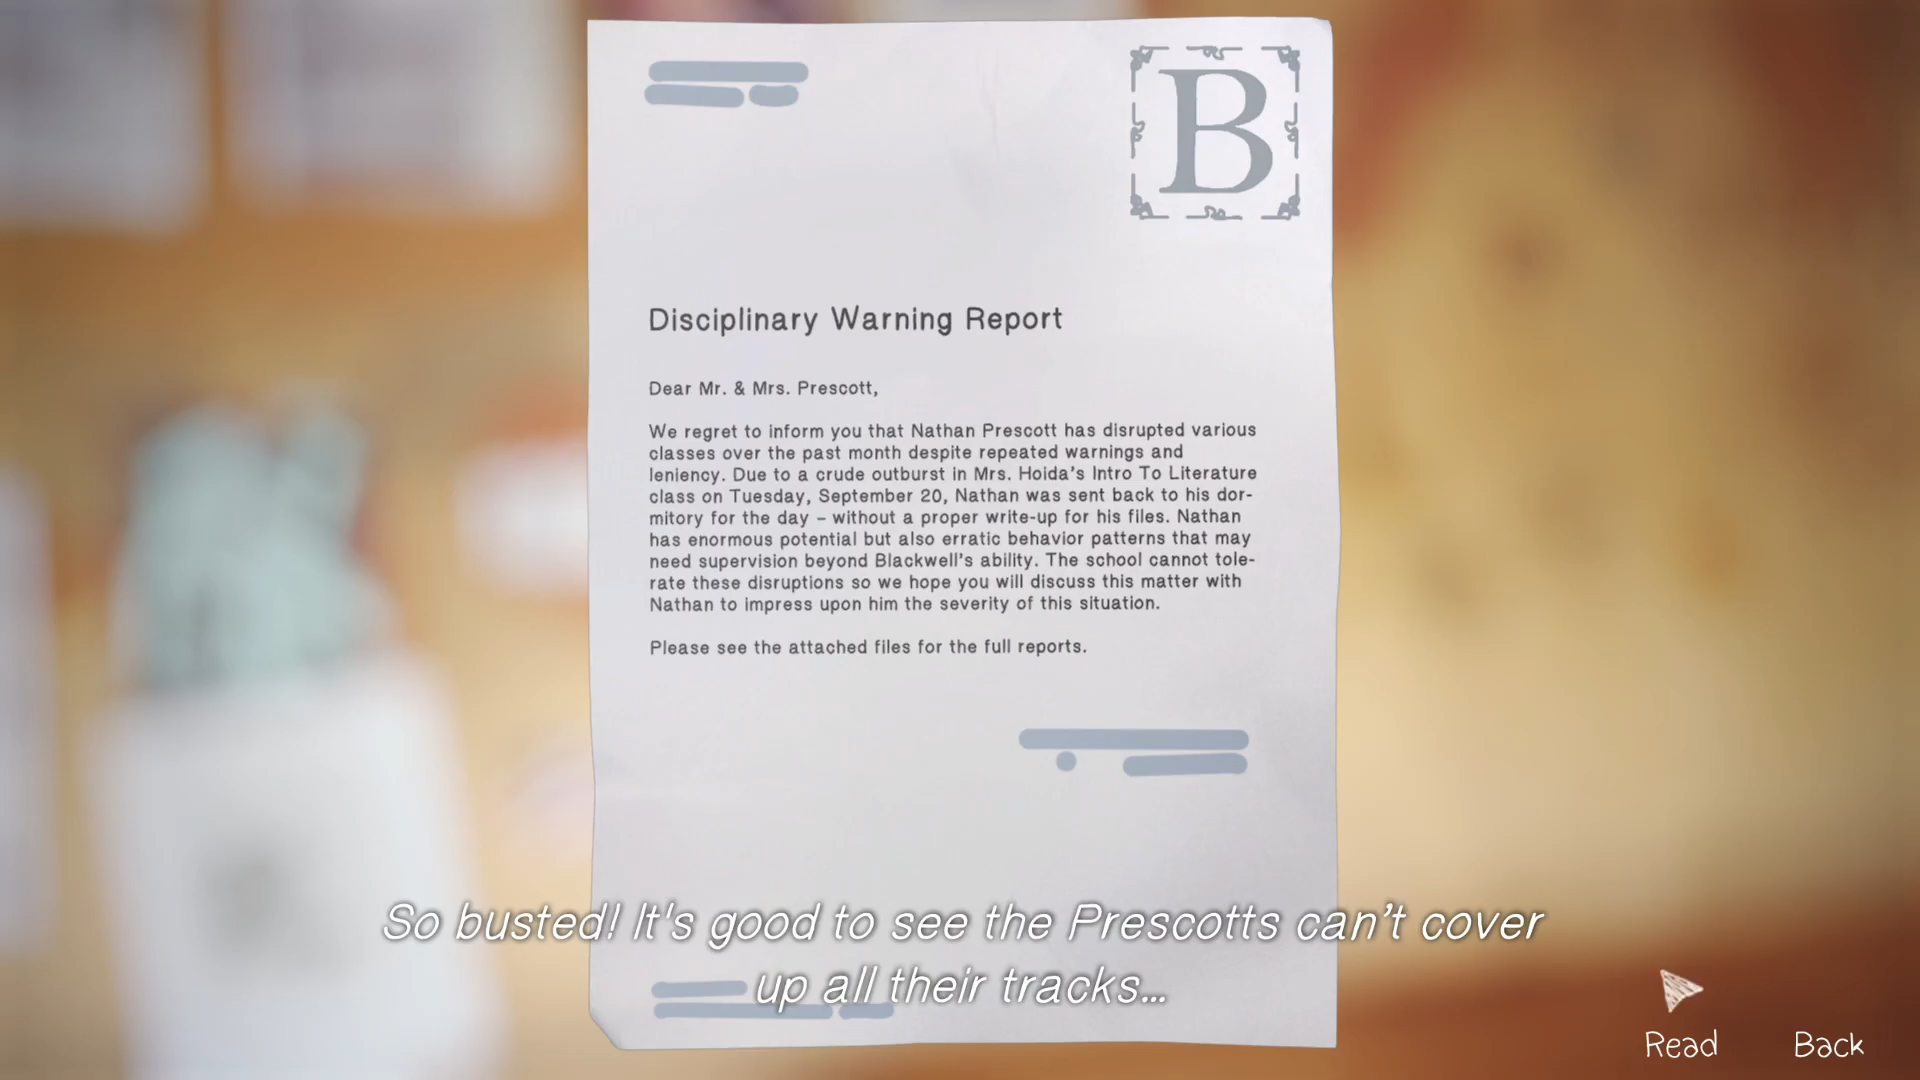 B
Disciplinary Warning Report
Dear Mr. & Mrs. Prescott,
We regret to inform you that Nathan Prescott has disrupted various
classes over the past month despite repeated warnings and
leniency. Due to a crude outburst in Mrs. Hoida's Intro To Literature
class on Tuesday, September 20, Nathan was sent back to his dor-
mitory for the day – without a proper write-up for his files. Nathan
has enormous potential but also erratic behavior patterns that may
need supervision beyond Blackwell's ability. The school cannot tole-
rate these disruptions so we hope you will discuss this matter with
Nathan to impress upon him the severity of this situation.
Please see the attached files for the full reports.
So busted! It's good to see the Prescotts can't cover
up all their tracks...
Read Back